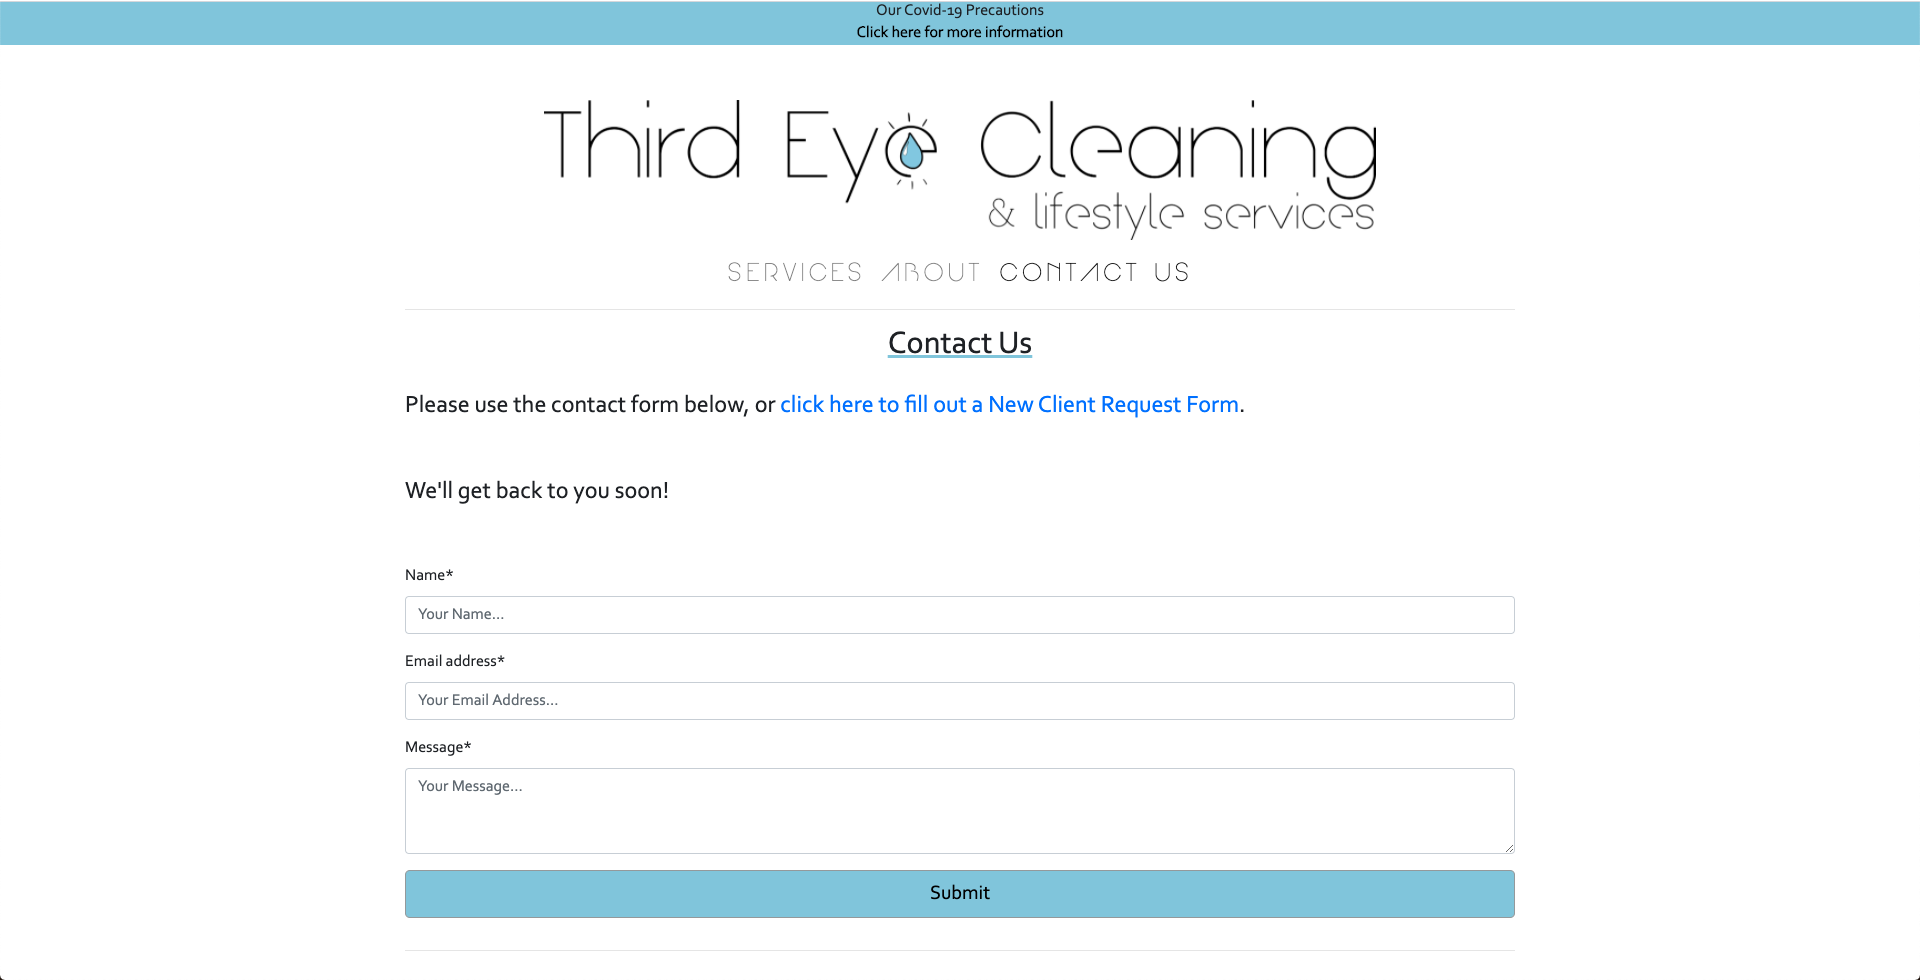 Our Covid-19 Precautions
Click here for more information
Third Eye Cleaning
& lifestyle services
SERVICES ABOUT CONTACT US
Contact Us
Please use the contact form below, or click here to fill out a New Client Request Form.
We'll get back to you soon!
Name*
Your Name...
Email address*
Your Email Address...
Message*
Your Message...
Submit